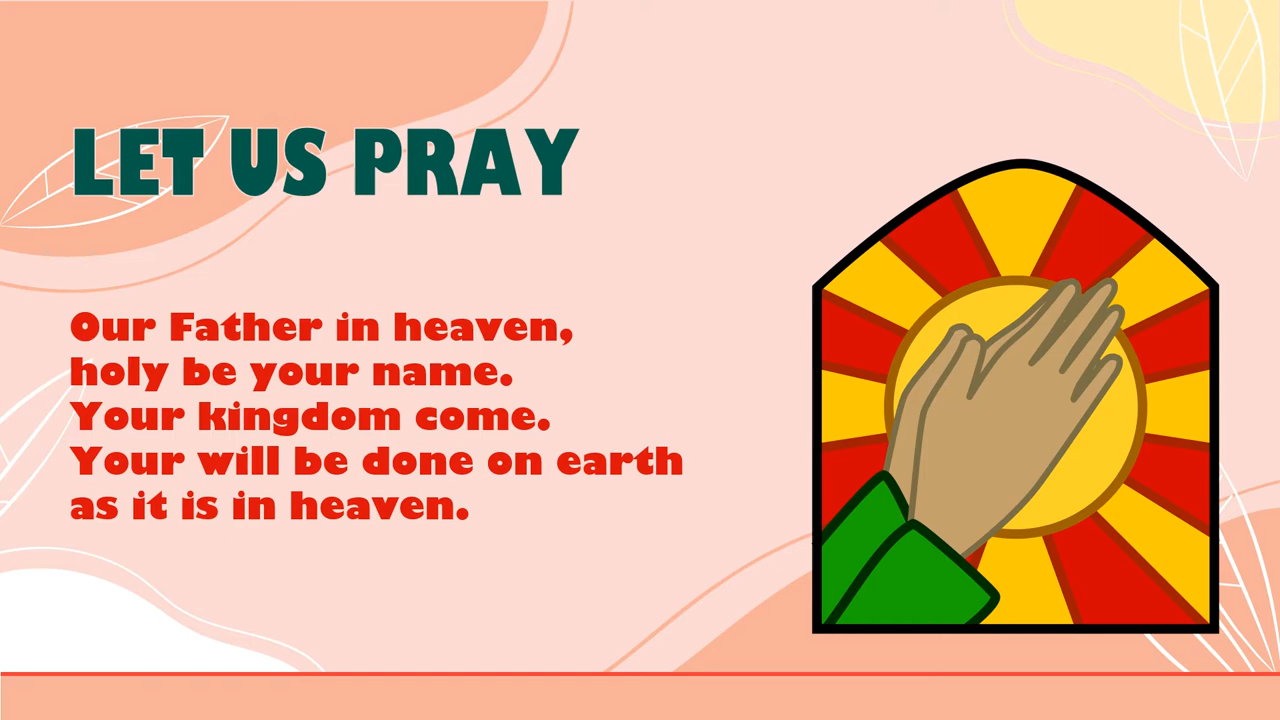 LET US PRAY
Our Father in heaven,
holy be your name.
Your kingdom come.
Your will be done on earth
as it is in heaven.